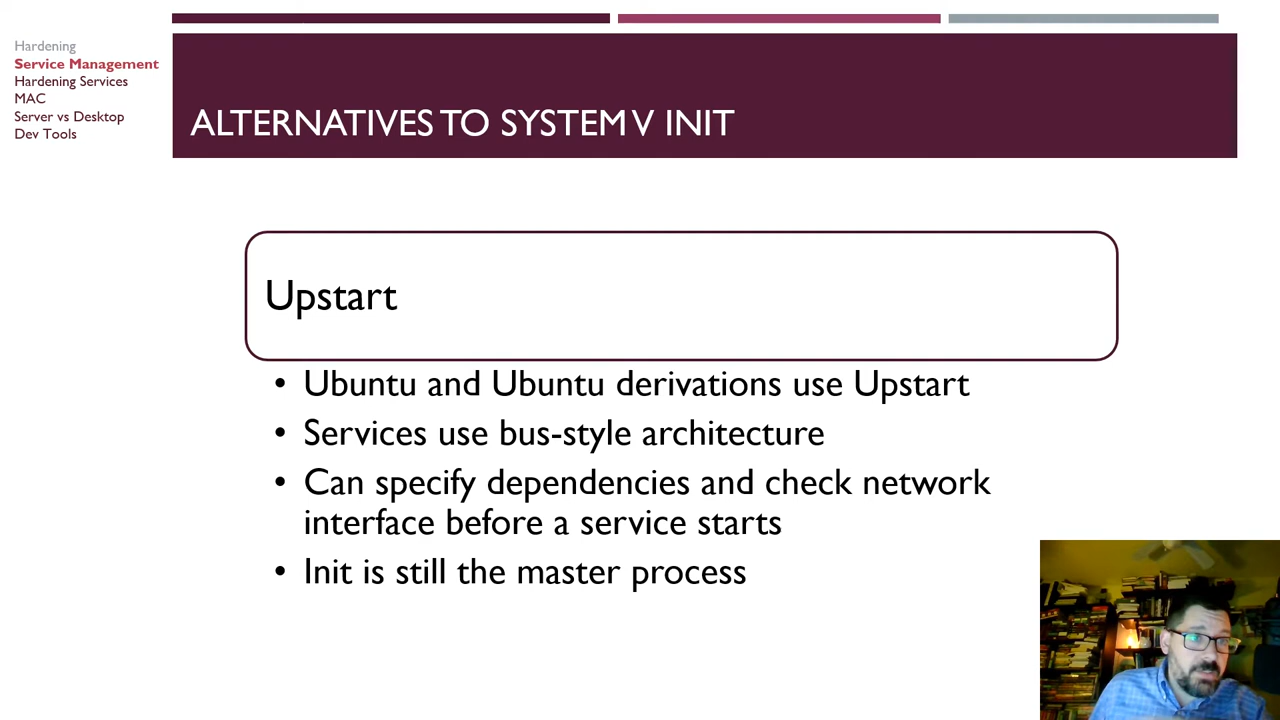 Hardening
Service Management
Hardening Services
MAC
Server vs Desktop
Dev Tools
ALTERNATIVES TO SYSTEM V INIT
Upstart
• Ubuntu and Ubuntu derivations use Upstart
• Services use bus-style architecture
• Can specify dependencies and check network
interface before a service starts
• Init is still the master process